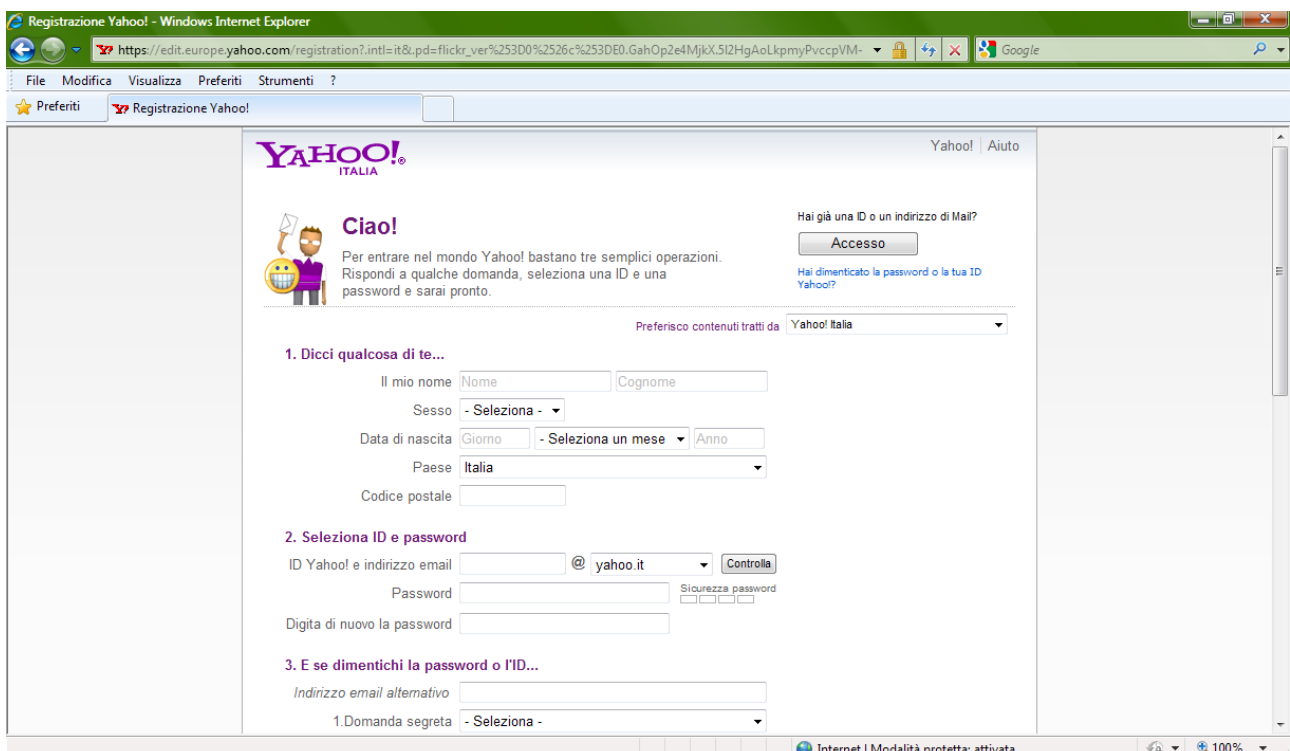 Registrazione Yahoo! - Windows Internet Explorer
https://edit.europe.yahoo.com/registration?.intl=it&.pd=flickr_ver%253D0%2526c%253DE0.GahOp2e4MjkX.5I2HgAoLkpmyPvccpVM- Google
File Modifica Visualizza Preferiti Strumenti ?
Preferiti Registrazione Yahoo!
YAHOO!® Yahoo! Aiuto
ITALIA
Hai già una ID o un indirizzo di Mail?
Ciao!
Accesso
Per entrare nel mondo Yahoo! bastano tre semplici operazioni.
Rispondi a qualche domanda, seleziona una ID e una
password e sarai pronto.
Hai dimenticato la password o la tua ID
Yahoo!?
Preferisco contenuti tratti da Yahoo! Italia
1. Dicci qualcosa di te...
Il mio nome Nome Cognome
Sesso - Seleziona -
Data di nascita Giorno - Seleziona un mese Anno
Paese Italia
Codice postale
2. Seleziona ID e password
ID Yahoo! e indirizzo email @ yahoo.it Controlla
Password Sicurezza password
Digita di nuovo la password
3. E se dimentichi la password o l'ID...
Indirizzo email alternativo
1.Domanda segreta - Seleziona -
Internet | Modalità protetta: attivata 100%